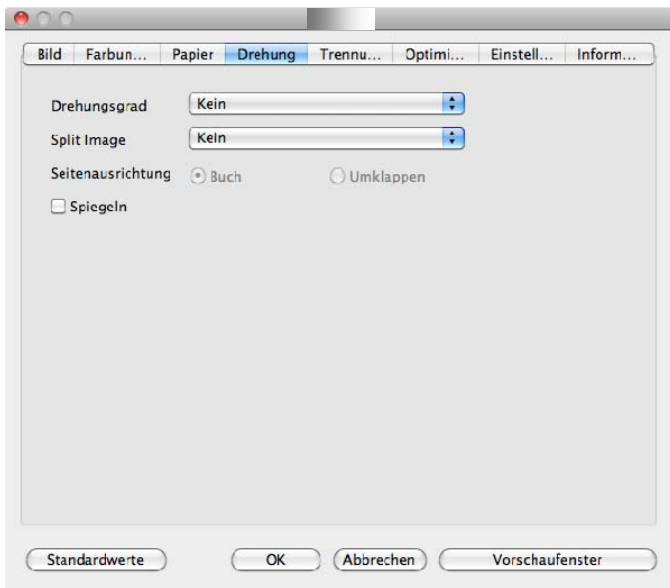 Bild Farbun... Papier Drehung Trennu... Optimi... Einstell... Inform...
Drehungsgrad Kein
Split Image Kein
Seitenausrichtung Buch Umklappen
Spiegeln
Standardwerte OK Abbrechen Vorschaufenster